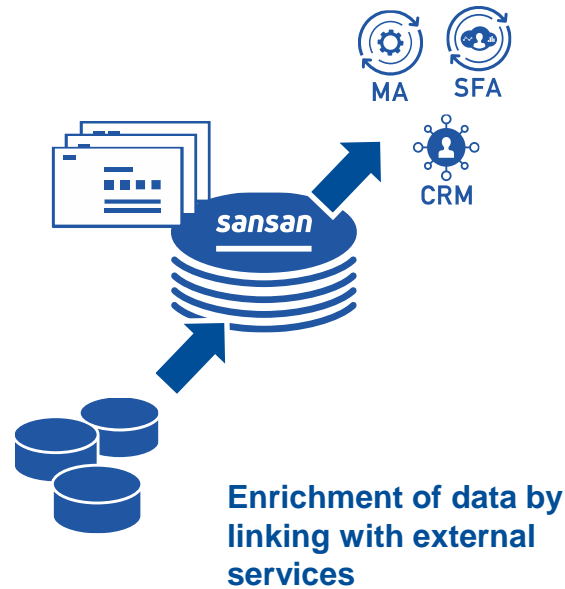 MA
SFA
CRM
sansan
Enrichment of data by
linking with external
services